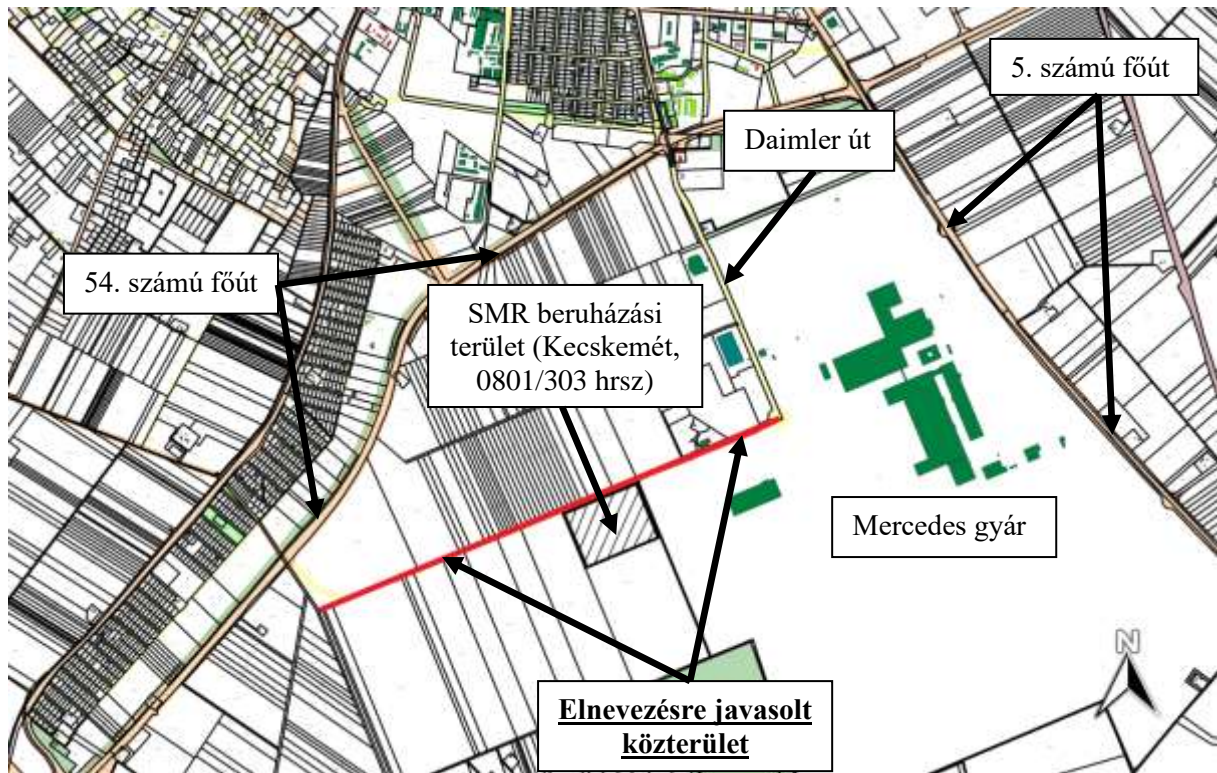 5. számú főút
Daimler út
54. számú főút
SMR beruházási
terület (Kecskemét,
0801/303 hrsz)
Mercedes gyár
N
Elnevezésre javasolt
közterület